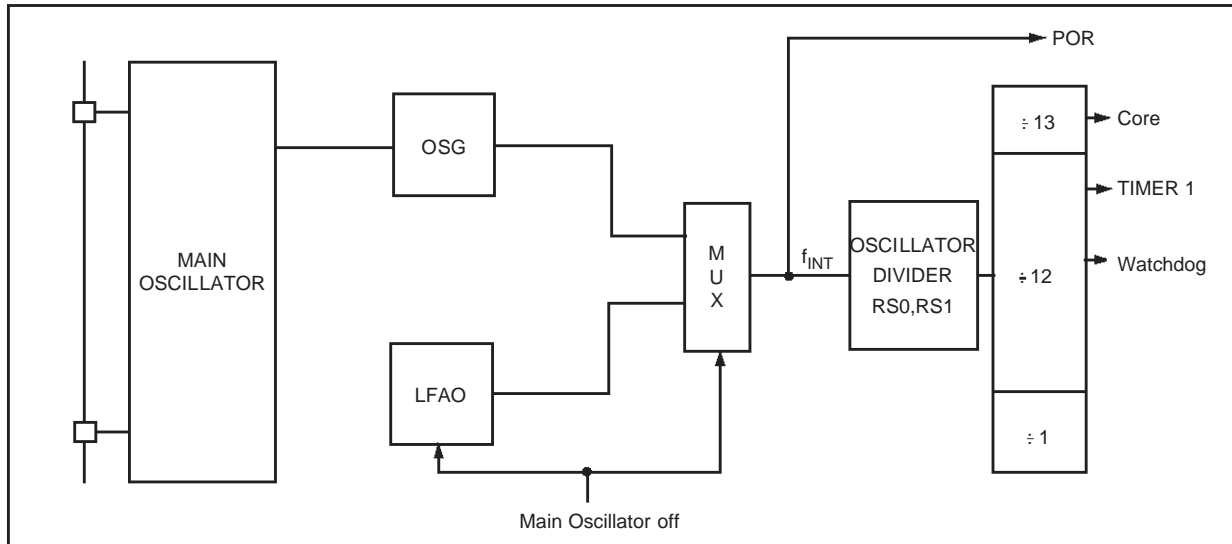 POR
÷ 13
Core
OSG
TIMER 1
MAIN
OSCILLATOR
M
U
X
fINT
OSCILLATOR
DIVIDER
RS0,RS1
÷12
Watchdog
LFAO
÷ 1
Main Oscillator off